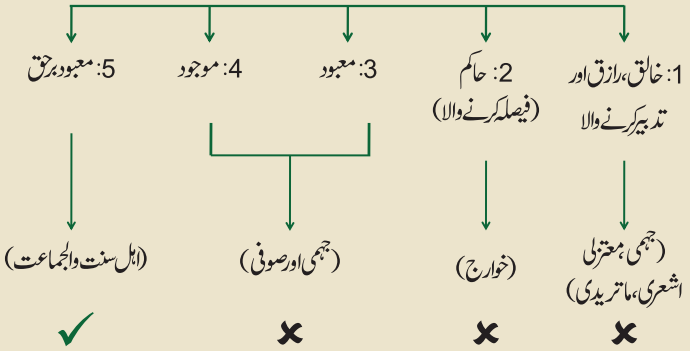 1: خالق، رازق اور
تدبیر کرنے والا
2: حاکم
(فیصلہ کرنے والا)
3: معبود
4: موجود
5: معبود برحق
(جہمی، معتزلی
اشعری، ماتریدی)
(خوارج)
(جہمی اور صوفی)
(اھل سنت والجماعت)